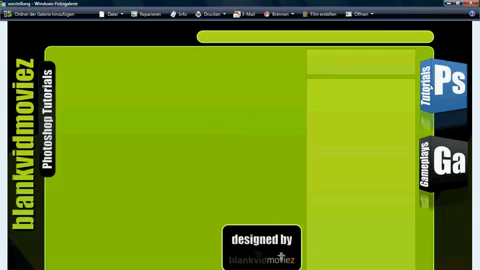 vorstellung - Windows-Fotogalerie
Ordner der Galerie hinzufügen
Datei
Reparieren
Info
Drucken
E-Mail
Brennen
Film erstellen
Öffnen
blankvidmoviez
Photoshop Tutorials
Tutorials
Ps
Gameplays
Ga
designed by
blankvidmoviez